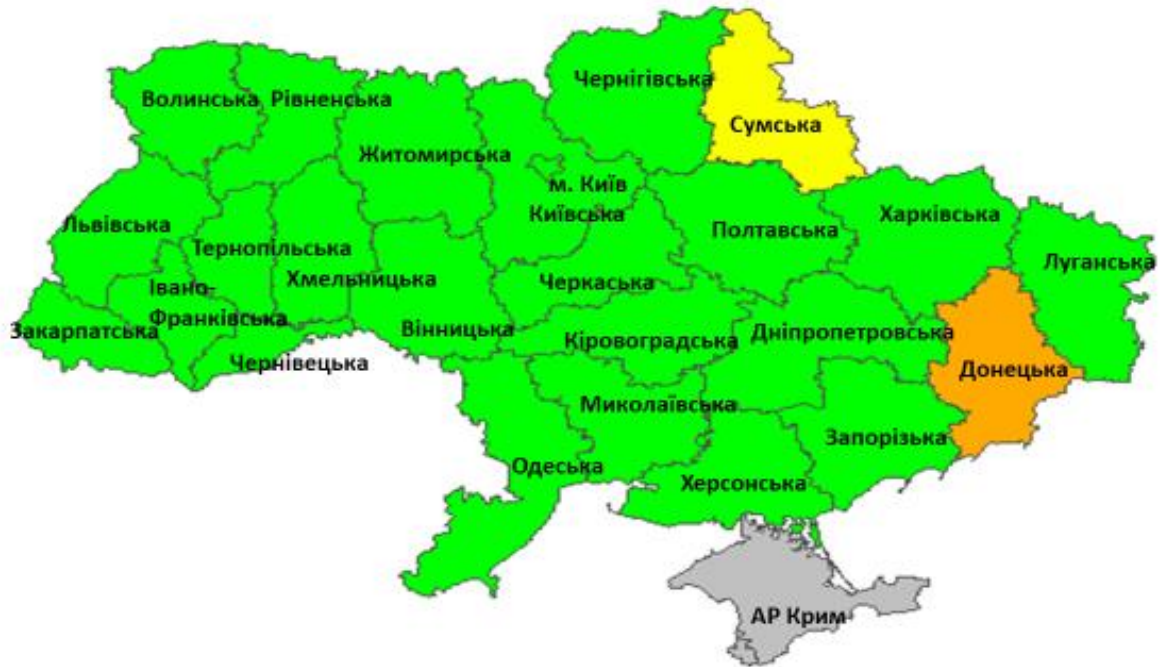 Чернігівська
Волинська
Рівненська
Сумська
Житомирська
м. Київ
Київська
Харківська
Львівська
Полтавська
Тернопільська
Луганська
Хмельницька
Черкаська
Івано-
Франківська
Закарпатська
Вінницька
Дніпропетровська
Кіровоградська
Чернівецька
Донецька
Миколаївська
Запорізька
Одеська
Херсонська
АР Крим